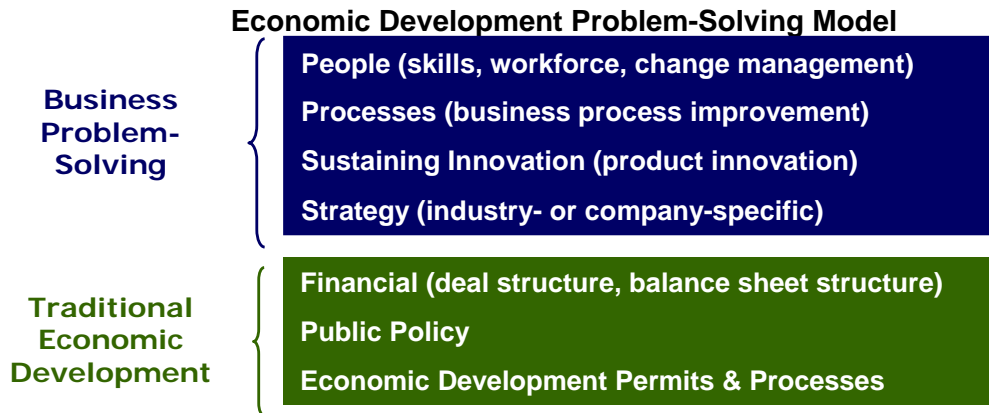 Economic Development Problem-Solving Model
Business
Problem-
Solving
People (skills, workforce, change management)
Processes (business process improvement)
Sustaining Innovation (product innovation)
Strategy (industry- or company-specific)
Traditional
Economic
Development
Financial (deal structure, balance sheet structure)
Public Policy
Economic Development Permits & Processes